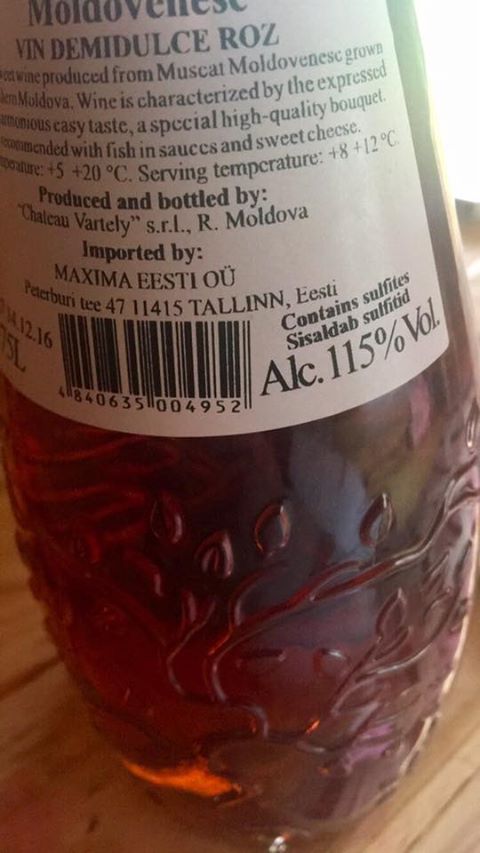 Moldovenesc
VIN DEMIDULCE ROZ
wine produced from Muscat Moldovenesc grown
Moldova. Wine is characterized by the expressed
easy taste, a special high-quality bouquet.
recommended with fish in sauces and sweet cheese.
+5 +20 °C. Serving temperature: +8 +12 °C.
Produced and bottled by:
"Chateau Vartely" s.r.l., R. Moldova
Imported by:
MAXIMA EESTI OÜ
Peterburi tee 47 11415 TALLINN, Eesti
Contains sulfites
14.12.16
Sisaldab sulfitid
Alc. 115% Vol.
4 840635 004952